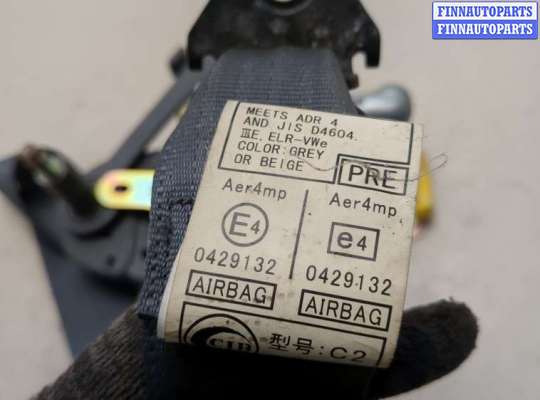 FINNAUTOPARTS
FINNAUTOPARTS
MEETS ADR 4
AND JIS D4604.
ⅢE. ELR-VWe
COLOR:GREY
OR BEIGE
PRE
Aer4mp
E4
0429132
AIRBAG
Aer4mp
e4
0429132
AIRBAG
型号:C2